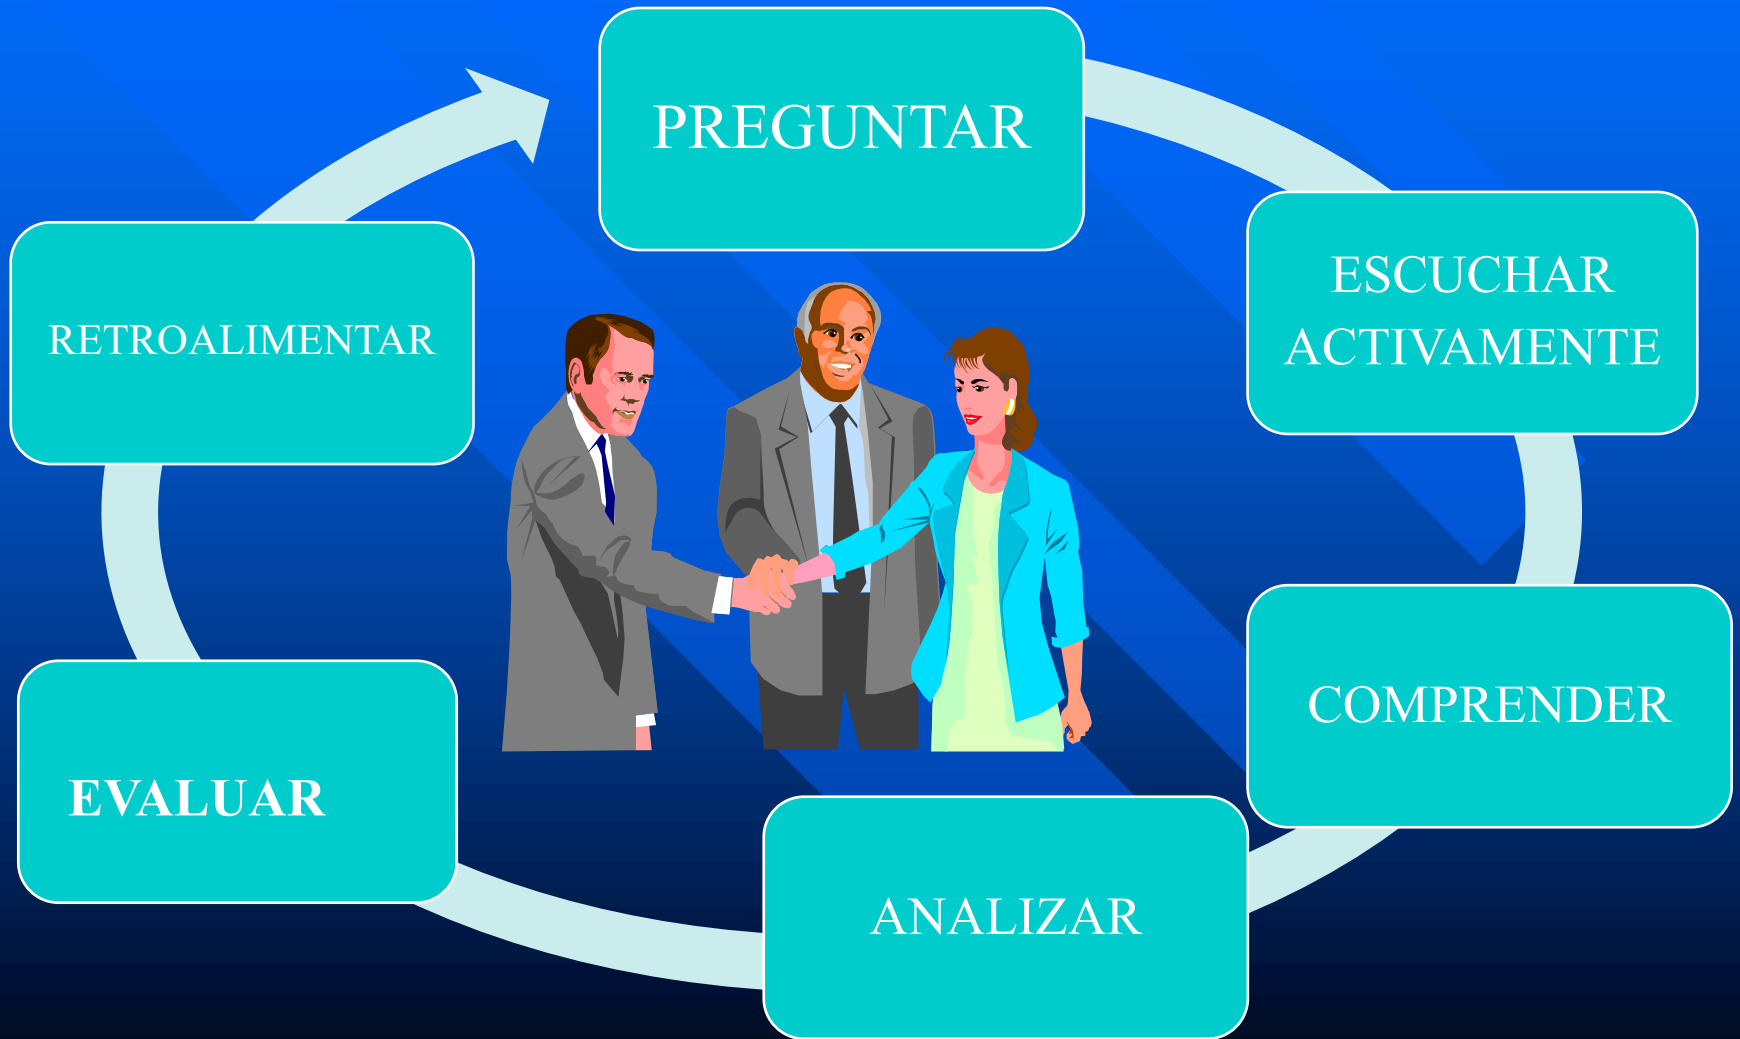 PREGUNTAR
ESCUCHAR
ACTIVAMENTE
COMPRENDER
ANALIZAR
EVALUAR
RETROALIMENTAR